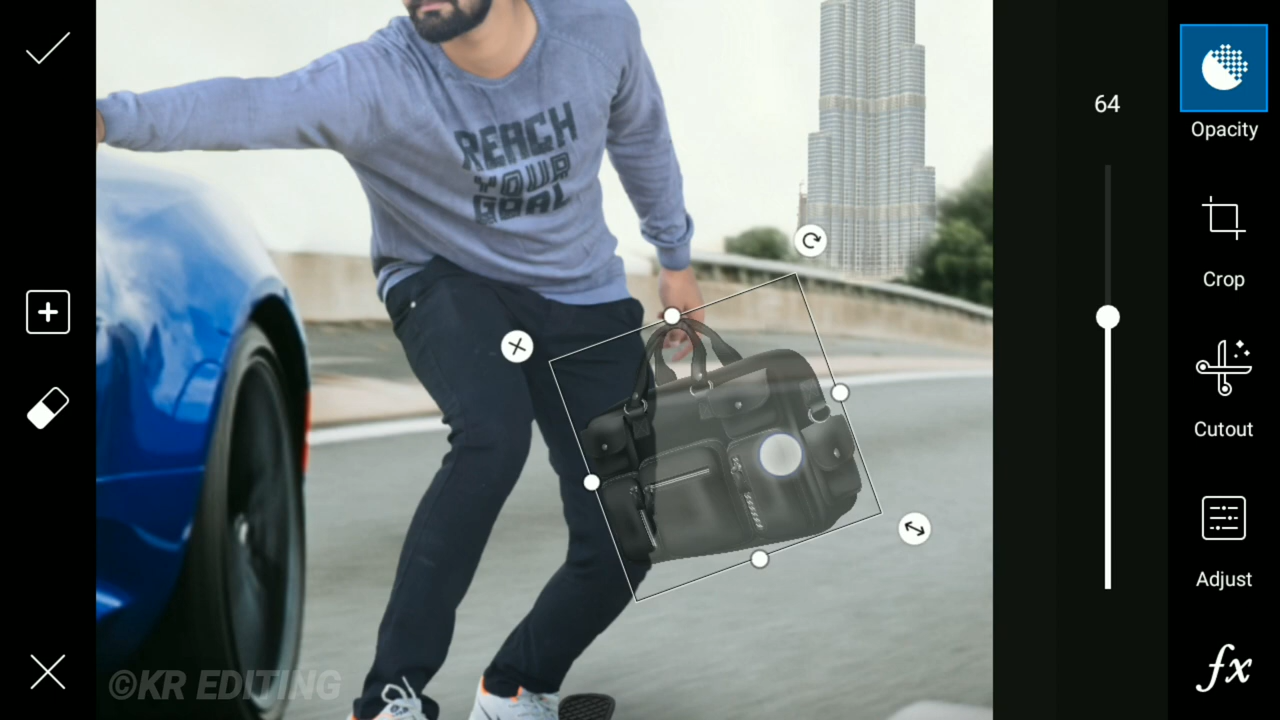 64
Opacity
REACH
YOUR
GOAL
Crop
Cutout
Adjust
fx
©KR EDITING